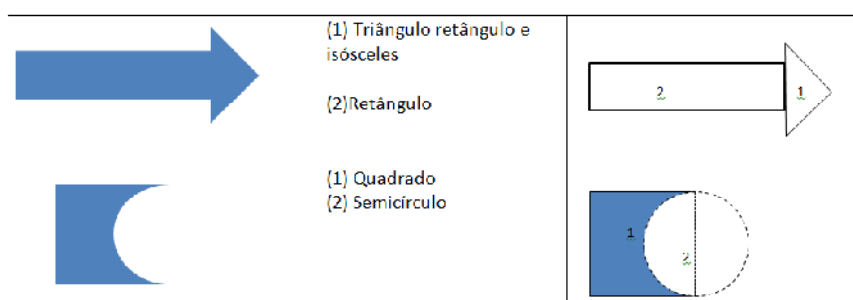 (1) Triângulo retângulo e
isósceles
(2)Retângulo
2
1
(1) Quadrado
(2) Semicírculo
1
2